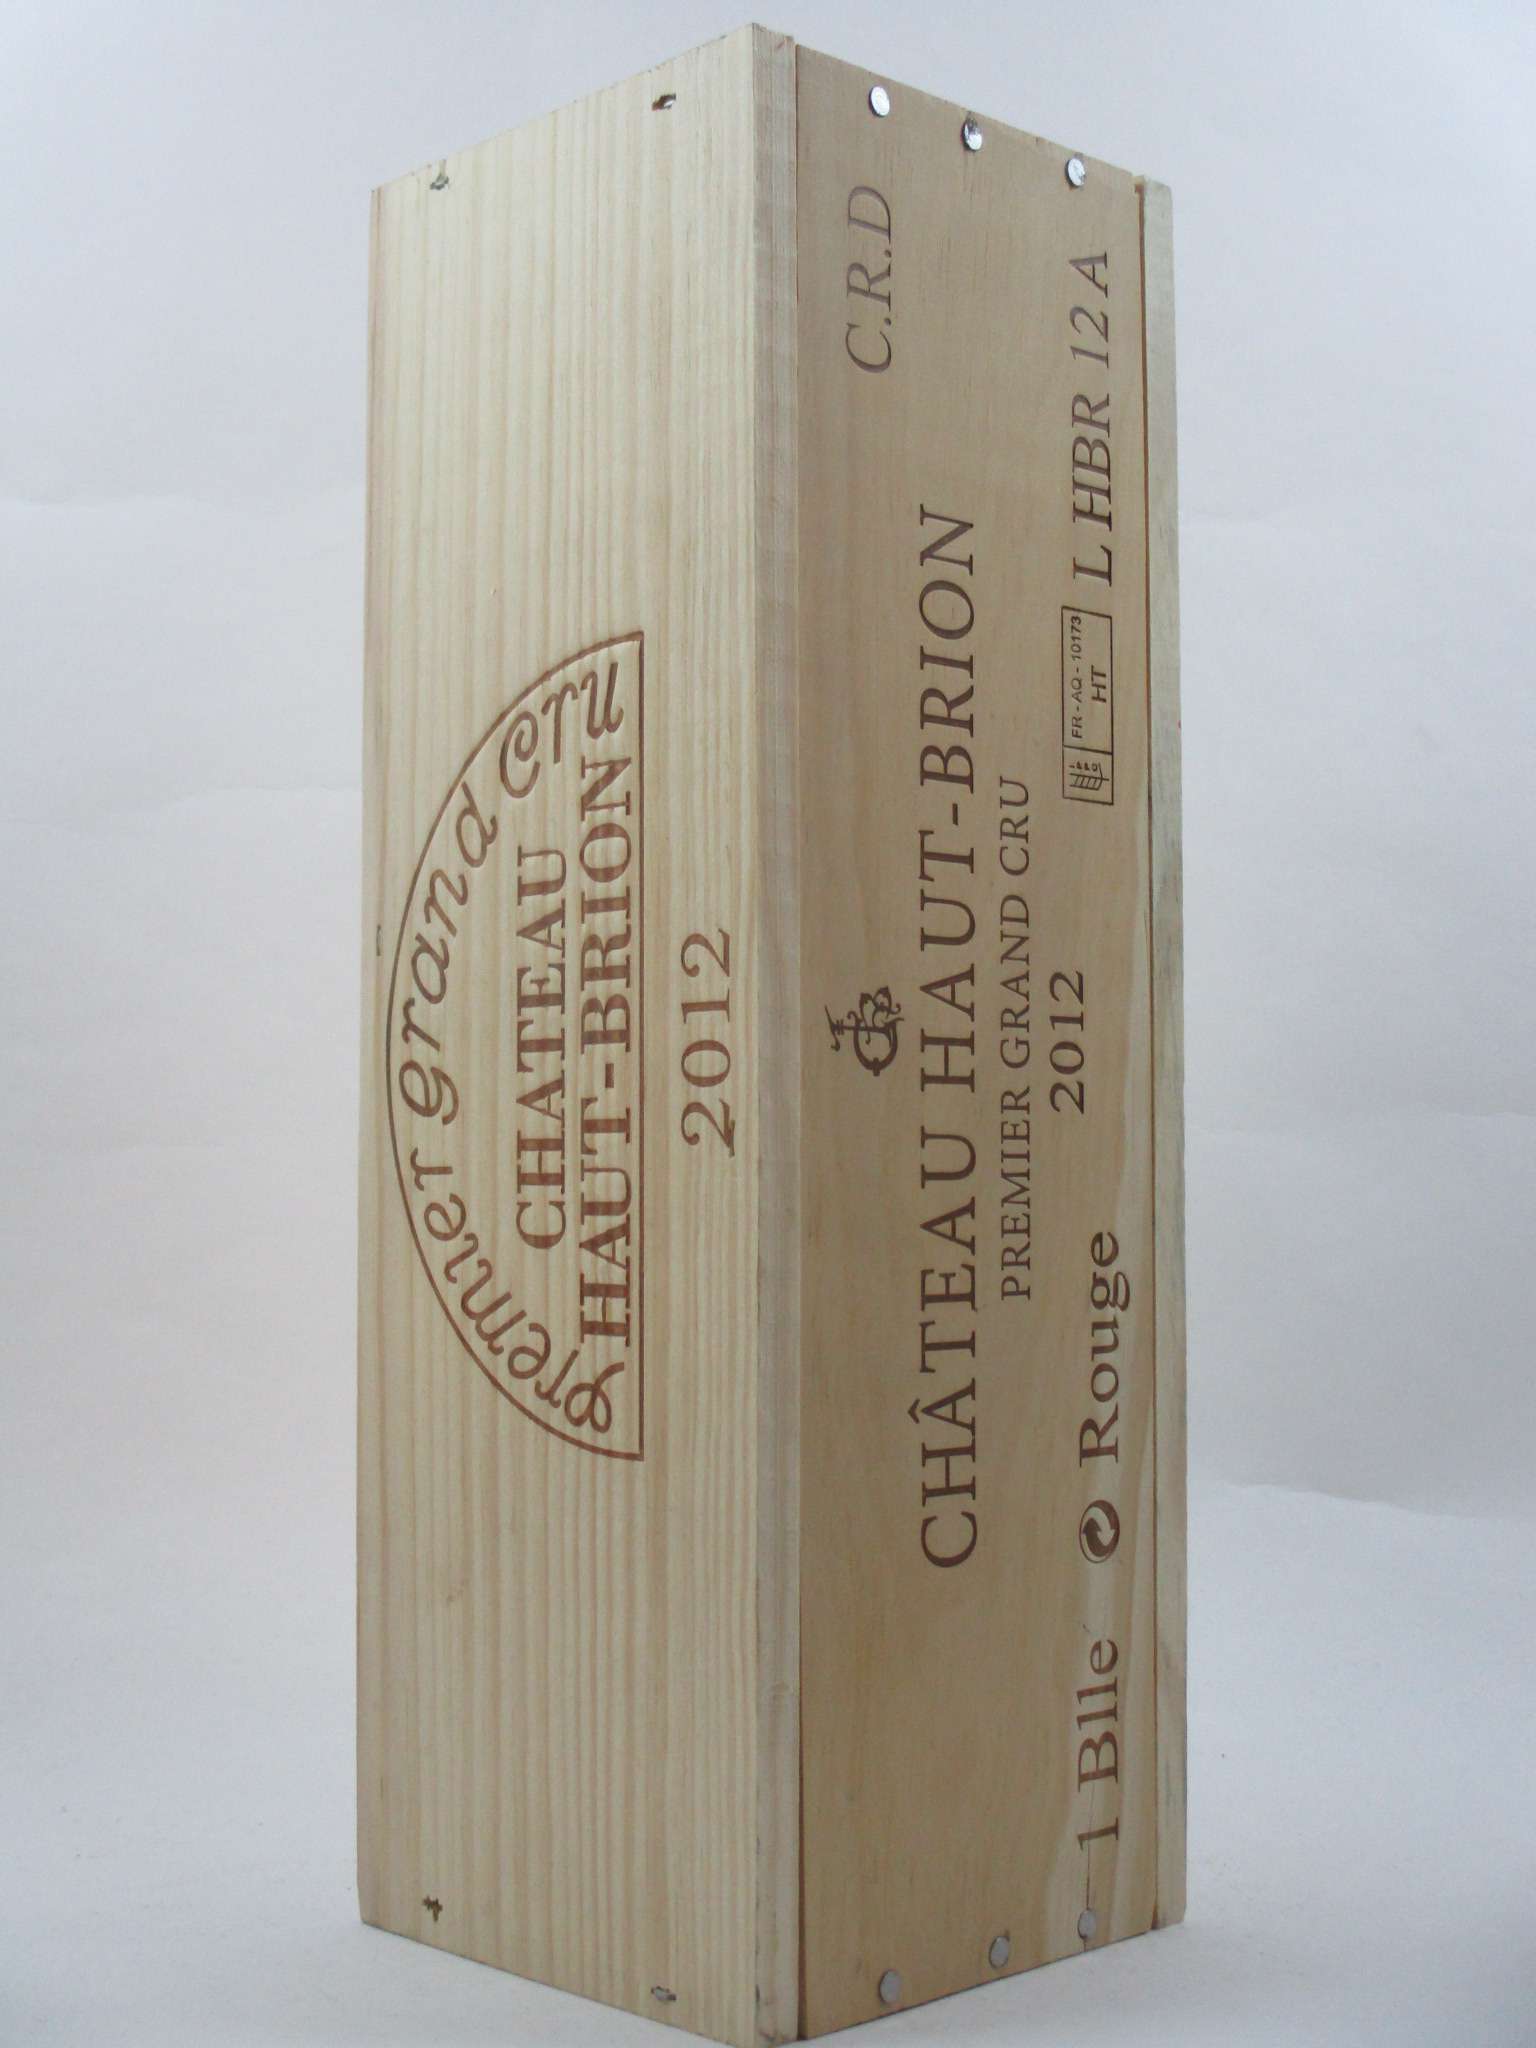 Premier Grand Cru
CHATEAU
HAUT-BRION
2012
C.R.D
CHÂTEAU HAUT-BRION
PREMIER GRAND CRU
2012
1 Blle Rouge
FR - AQ - 10173
HT
L HBR 12 A